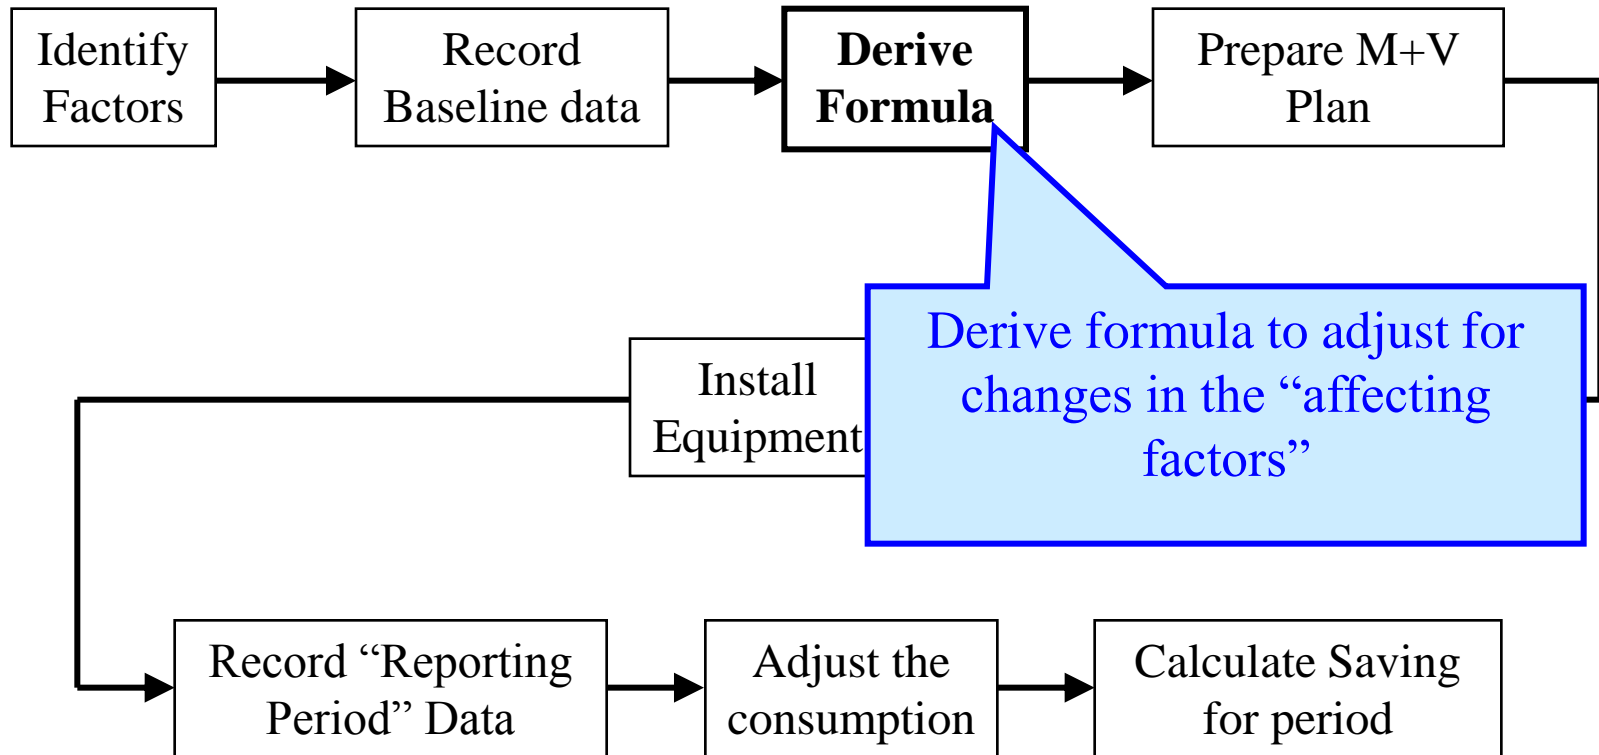 Identify
Factors
Record
Baseline data
Derive
Formula
Prepare M+V
Plan
Install
Equipment
Derive formula to adjust for
changes in the “affecting
factors”
Record “Reporting
Period” Data
Adjust the
consumption
Calculate Saving
for period